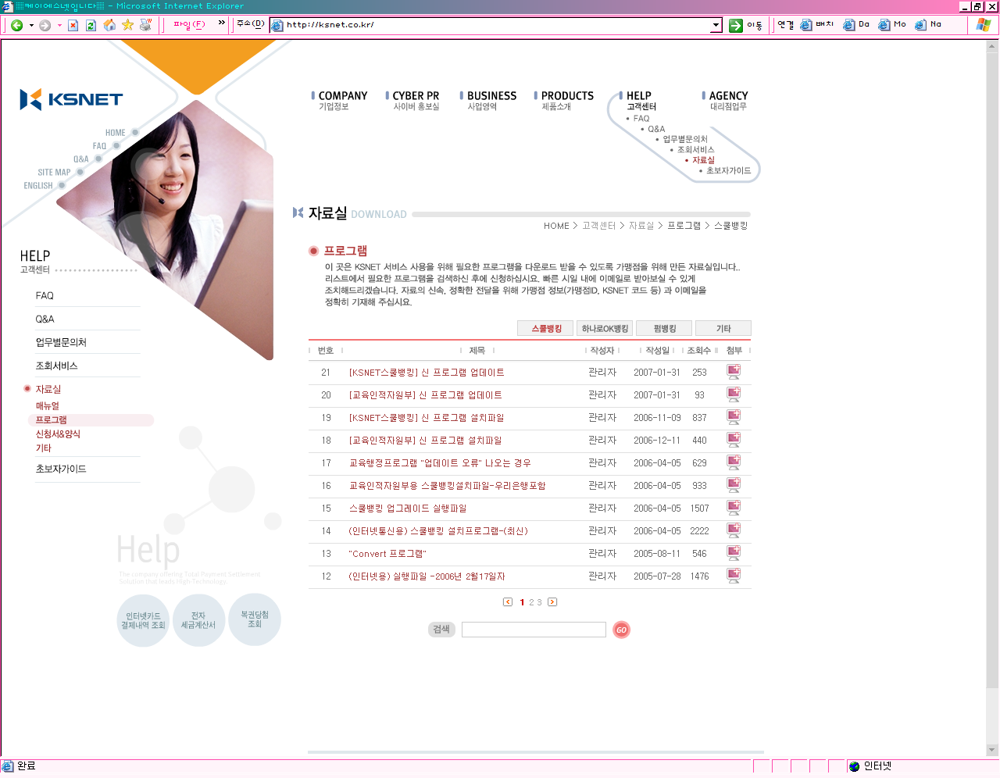 ▒케이에스넷입니다▒ - Microsoft Internet Explorer
파일(F) » 주소(D) http://ksnet.co.kr/ 이동 연결 배치 Da Mo Na
KSNET
HOME
FAQ
Q&A
SITE MAP
ENGLISH
COMPANY CYBER PR BUSINESS PRODUCTS HELP AGENCY
기업정보 사이버 홍보실 사업영역 제품소개 고객센터 대리점업무
• FAQ
• Q&A
• 업무별문의처
• 조회서비스
• 자료실
• 초보자가이드
자료실 DOWNLOAD
HOME > 고객센터 > 자료실 > 프로그램 > 스쿨뱅킹
HELP
고객센터
FAQ
Q&A
업무별문의처
조회서비스
자료실
매뉴얼
프로그램
신청서&양식
기타
초보자가이드
Help
The company offering Total Payment Settlement
Solution that leads High-Technology.
인터넷카드
결제내역 조회
전자
세금계산서
복권당첨
조회
프로그램
이 곳은 KSNET 서비스 사용을 위해 필요한 프로그램을 다운로드 받을 수 있도록 가맹점을 위해 만든 자료실입니다..
리스트에서 필요한 프로그램을 검색하신 후에 신청하십시요. 빠른 시일 내에 이메일로 받아보실 수 있게
조치해드리겠습니다. 자료의 신속, 정확한 전달을 위해 가맹점 정보(가맹점ID, KSNET 코드 등) 과 이메일을
정확히 기재해 주십시요.
스쿨뱅킹 하나로OK뱅킹 펌뱅킹 기타
번호 제목 작성자 작성일 조회수 첨부
21 [KSNET스쿨뱅킹] 신 프로그램 업데이트 관리자 2007-01-31 253
20 [교육인적자원부] 신 프로그램 업데이트 관리자 2007-01-31 93
19 [KSNET스쿨뱅킹] 신 프로그램 설치파일 관리자 2006-11-09 837
18 [교육인적자원부] 신 프로그램 설치파일 관리자 2006-12-11 440
17 교육행정프로그램 "업데이트 오류" 나오는 경우 관리자 2006-04-05 629
16 교육인적자원부용 스쿨뱅킹설치파일-우리은행포함 관리자 2006-04-05 933
15 스쿨뱅킹 업그레이드 실행파일 관리자 2006-04-05 1507
14 (인터넷통신용) 스쿨뱅킹 설치프로그램-(최신) 관리자 2006-04-05 2222
13 "Convert 프로그램" 관리자 2005-08-11 546
12 (인터넷용) 실행파일 -2006년 2월17일자 관리자 2005-07-28 1476
1 2 3
검색 GO
완료 인터넷